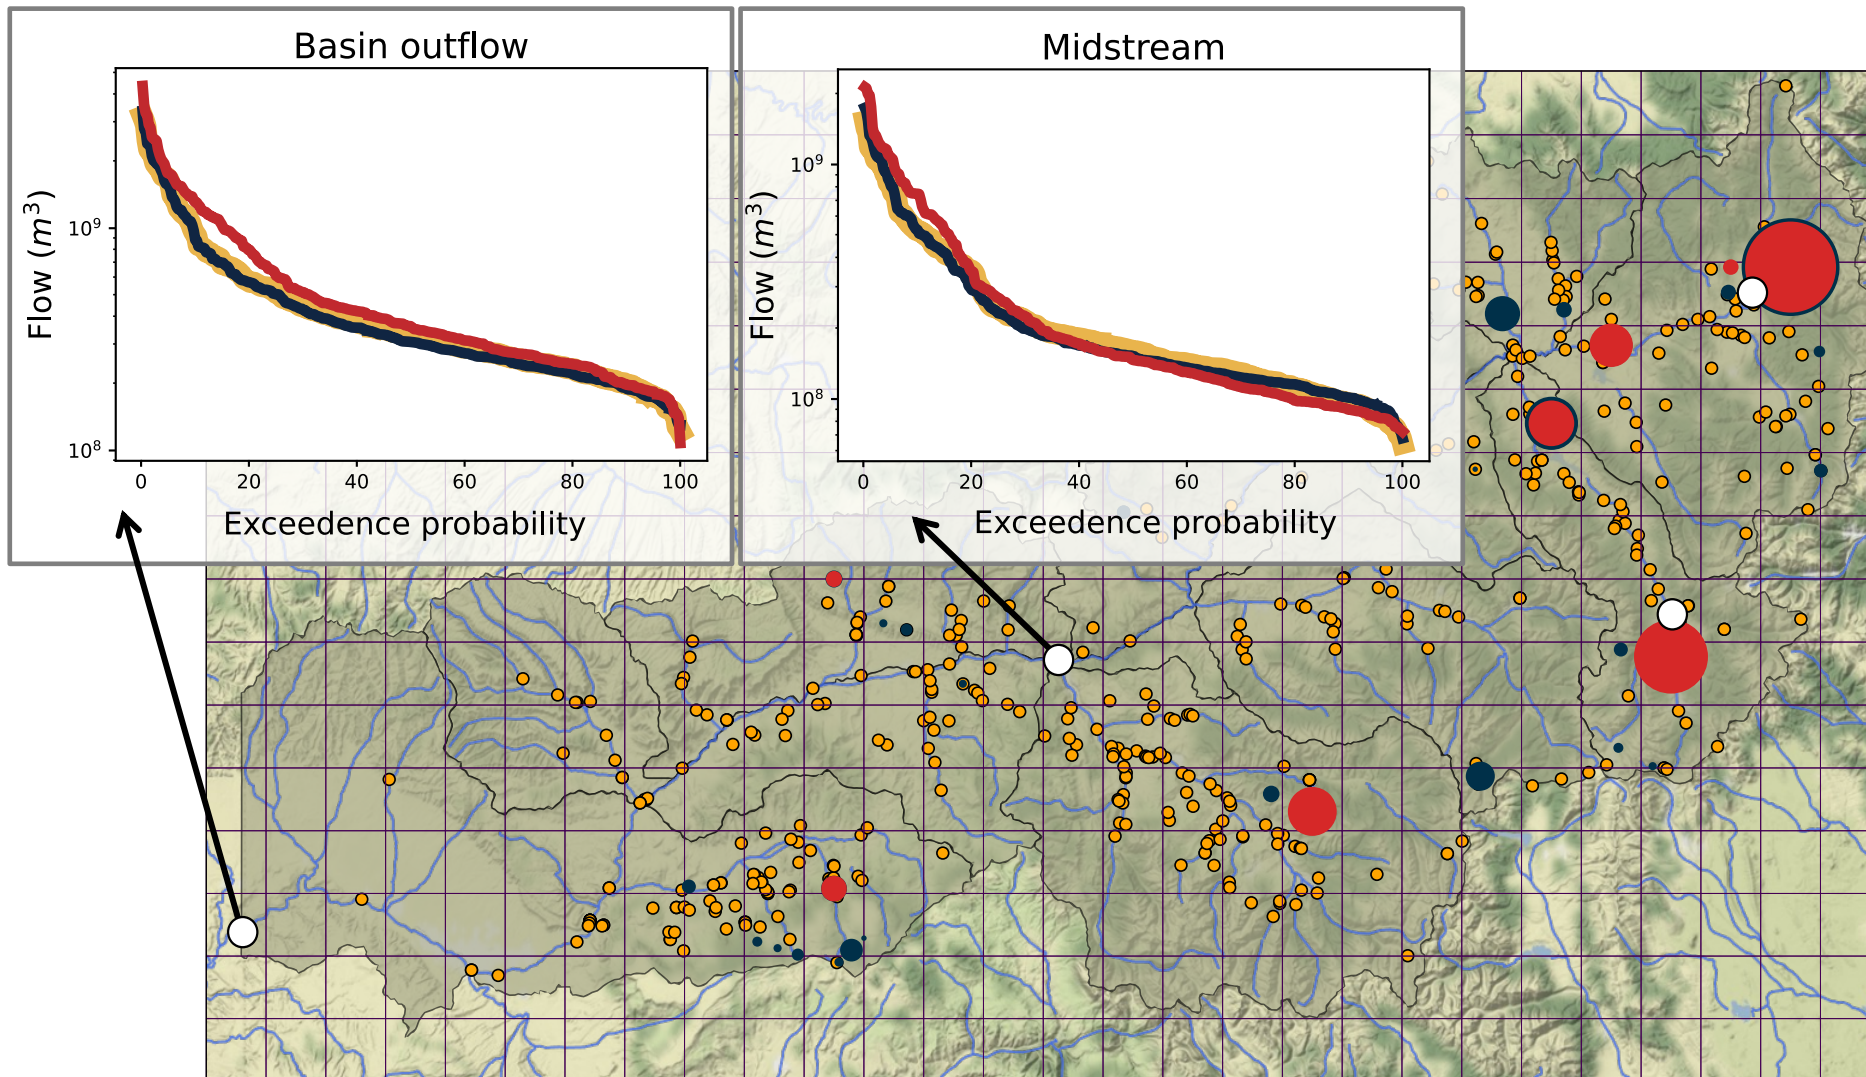 Basin outflow
Flow (m³)
10⁹
10⁸
0 20 40 60 80 100
Exceedence probability
Midstream
Flow (m³)
10⁹
10⁸
0 20 40 60 80 100
Exceedence probability